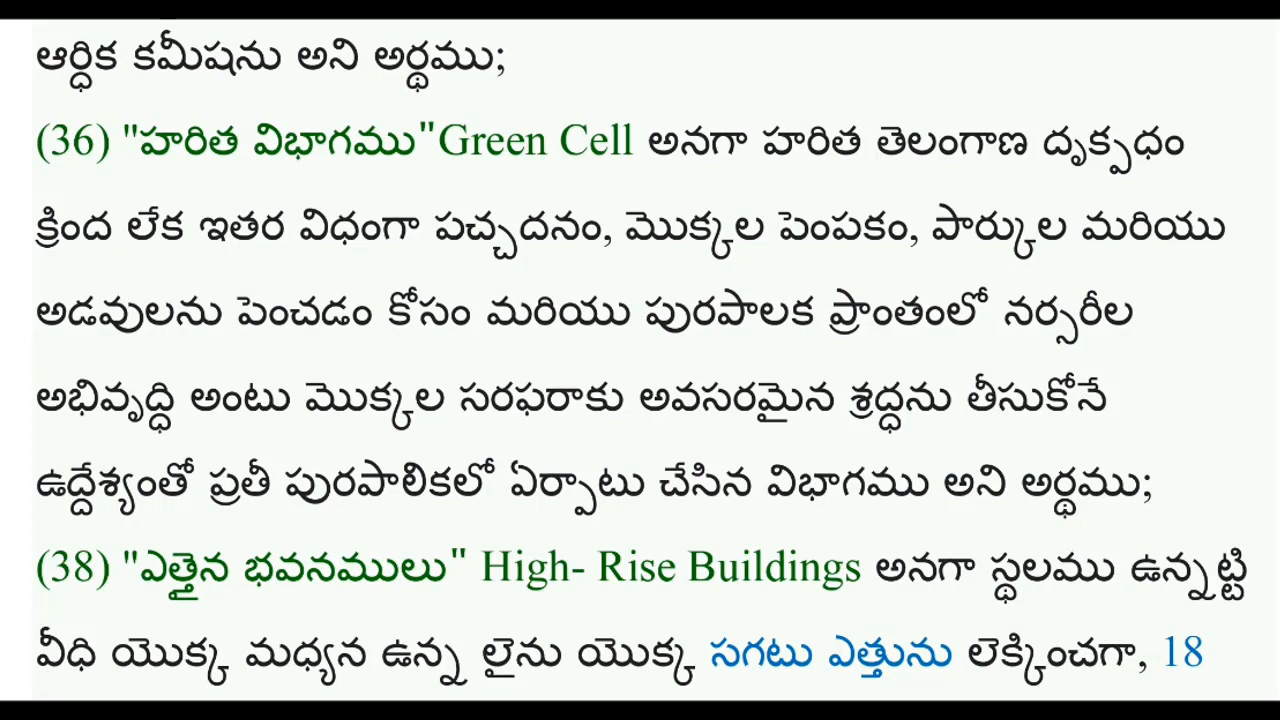 ఆర్ధిక కమీషను అని అర్థము;
(36) "హరిత విభాగము"Green Cell అనగా హరిత తెలంగాణ దృక్పధం
క్రింద లేక ఇతర విధంగా పచ్చదనం, మొక్కల పెంపకం, పార్కుల మరియు
అడవులను పెంచడం కోసం మరియు పురపాలక ప్రాంతంలో నర్సరీల
అభివృద్ధి అంటు మొక్కల సరఫరాకు అవసరమైన శ్రద్ధను తీసుకోనే
ఉద్దేశ్యంతో ప్రతీ పురపాలికలో ఏర్పాటు చేసిన విభాగము అని అర్థము;
(38) "ఎత్తైన భవనములు" High- Rise Buildings అనగా స్థలము ఉన్నట్టి
వీధి యొక్క మధ్యన ఉన్న లైను యొక్క సగటు ఎత్తును లెక్కించగా, 18